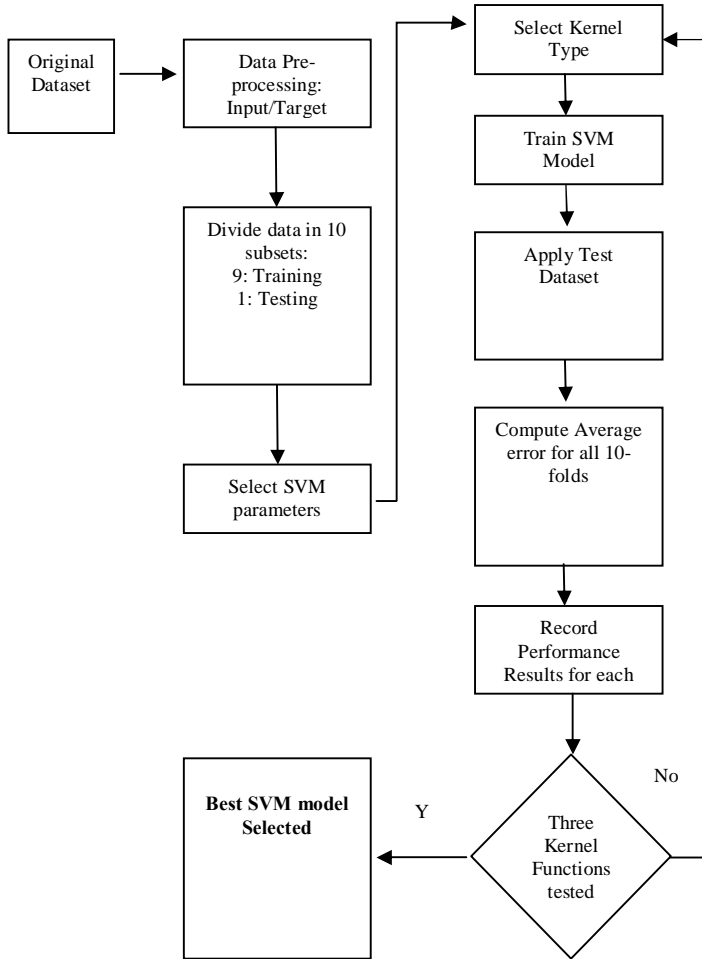 Original
Dataset
Data Pre-
processing:
Input/Target
Divide data in 10
subsets:
9: Training
1: Testing
Select SVM
parameters
Select Kernel
Type
Train SVM
Model
Apply Test
Dataset
Compute Average
error for all 10-
folds
Record
Performance
Results for each
Three
Kernel
Functions
tested
No
Y
Best SVM model
Selected